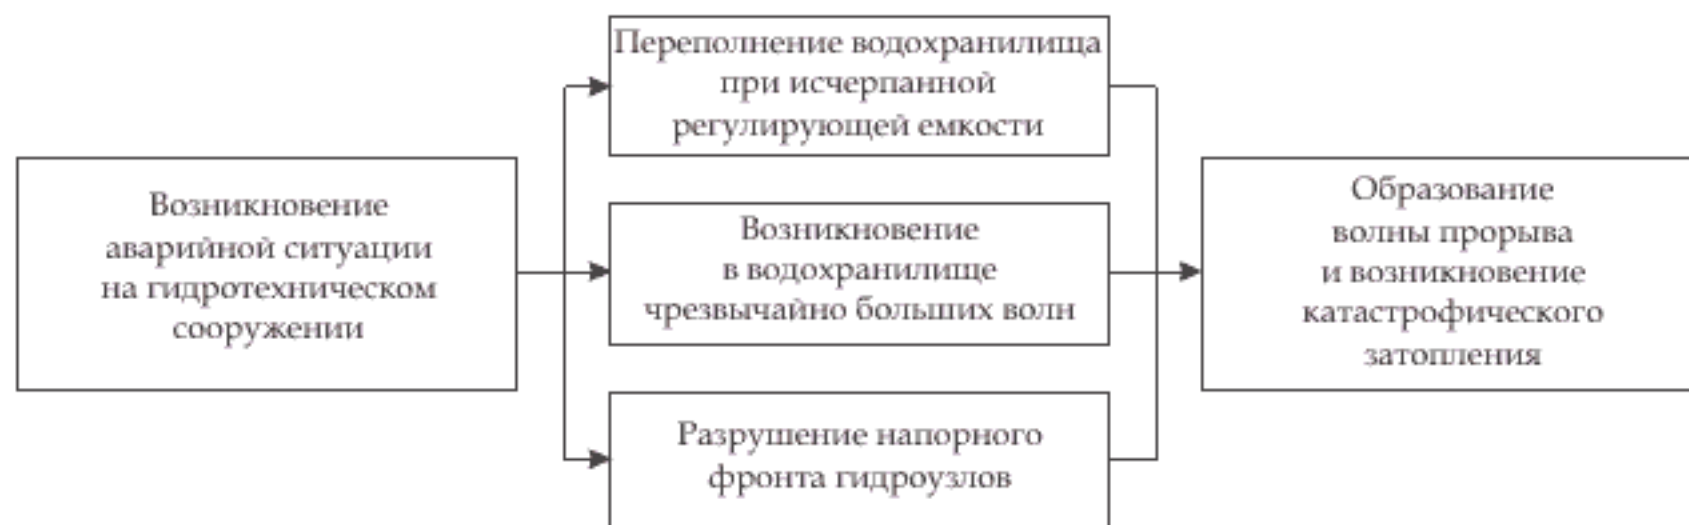 Возникновение
аварийной ситуации
на гидротехническом
сооружении
Переполнение водохранилища
при исчерпанной
регулирующей емкости
Возникновение
в водохранилище
чрезвычайно больших волн
Разрушение напорного
фронта гидроузлов
Образование
волны прорыва
и возникновение
катастрофического
затопления